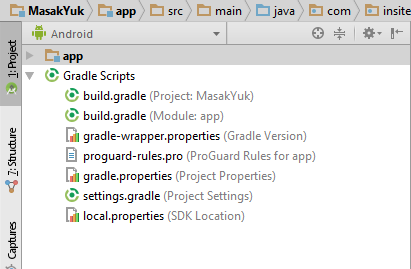 MasakYuk app src main java com insite
Android
app
Gradle Scripts
build.gradle (Project: MasakYuk)
build.gradle (Module: app)
gradle-wrapper.properties (Gradle Version)
proguard-rules.pro (ProGuard Rules for app)
gradle.properties (Project Properties)
settings.gradle (Project Settings)
local.properties (SDK Location)
1: Project
7: Structure
Captures